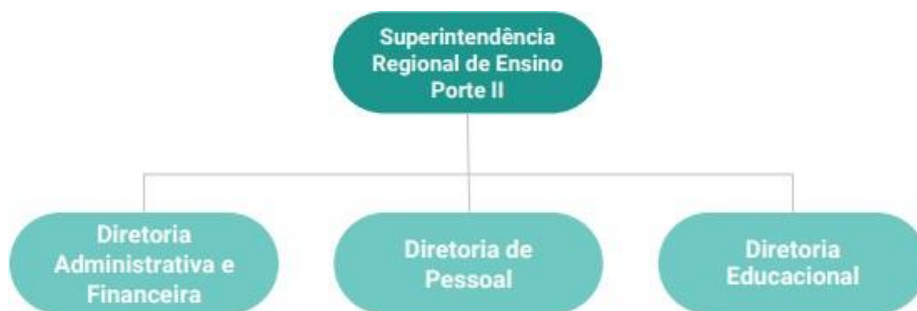 Superintendência
Regional de Ensino
Porte II
Diretoria
Administrativa e
Financeira
Diretoria de
Pessoal
Diretoria
Educacional